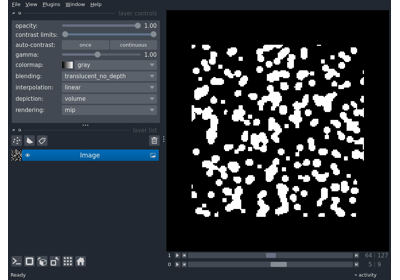 File View Plugins Window Help
layer controls
opacity: 1.00
contrast limits:
auto-contrast: once continuous
gamma: 1.00
colormap: gray
blending: translucent_no_depth
interpolation: linear
depiction: volume
rendering: mip
layer list
Image
1 64 127
0 5 9
Ready activity